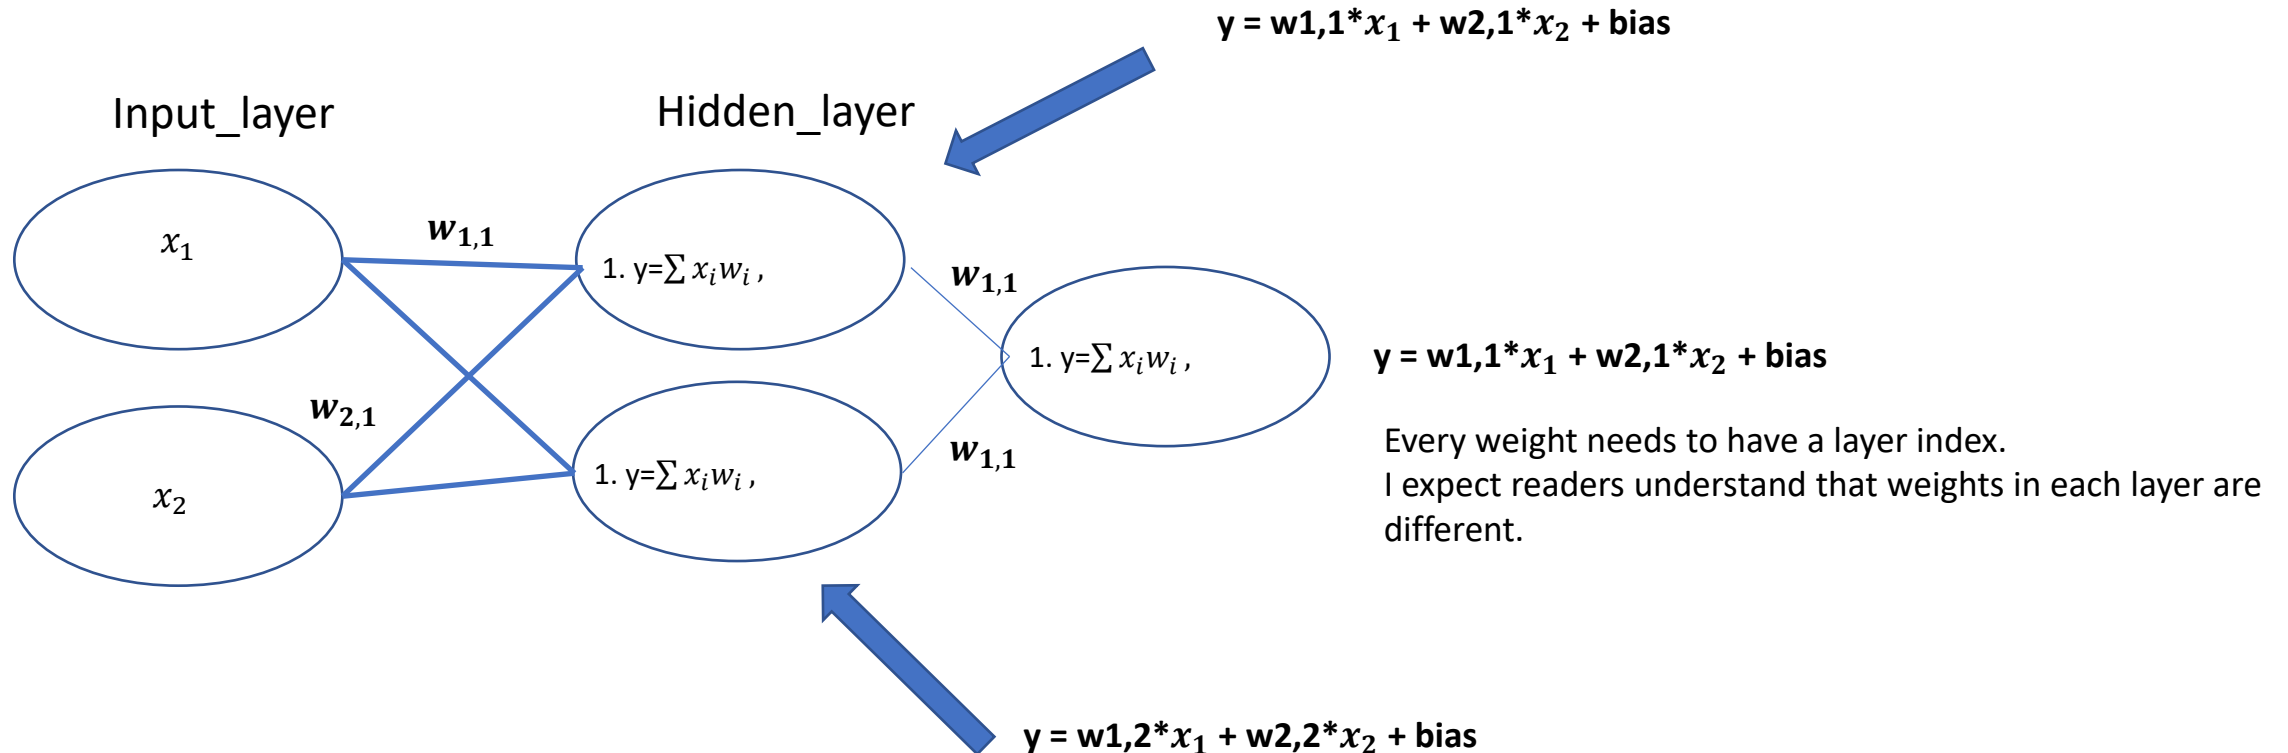 y = w1,1*x₁ + w2,1*x₂ + bias
Input_layer
Hidden_layer
x₁
w₁,₁
1. y=∑ xᵢwᵢ ,
w₁,₁
1. y=∑ xᵢwᵢ ,
y = w1,1*x₁ + w2,1*x₂ + bias
w₂,₁
x₂
1. y=∑ xᵢwᵢ ,
w₁,₁
Every weight needs to have a layer index.
I expect readers understand that weights in each layer are
different.
y = w1,2*x₁ + w2,2*x₂ + bias